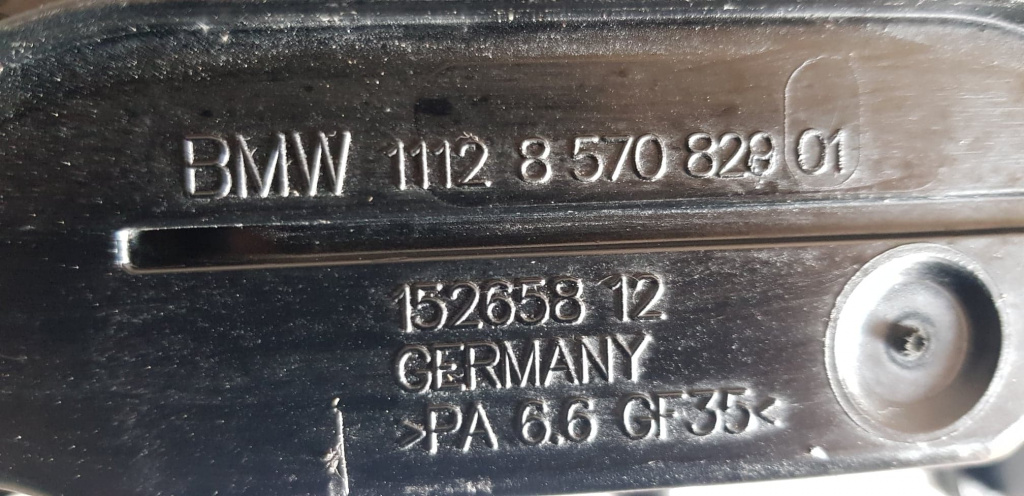 BMW 1112 8 570 828 01
152658 12
GERMANY
>PA 6.6 GF35<